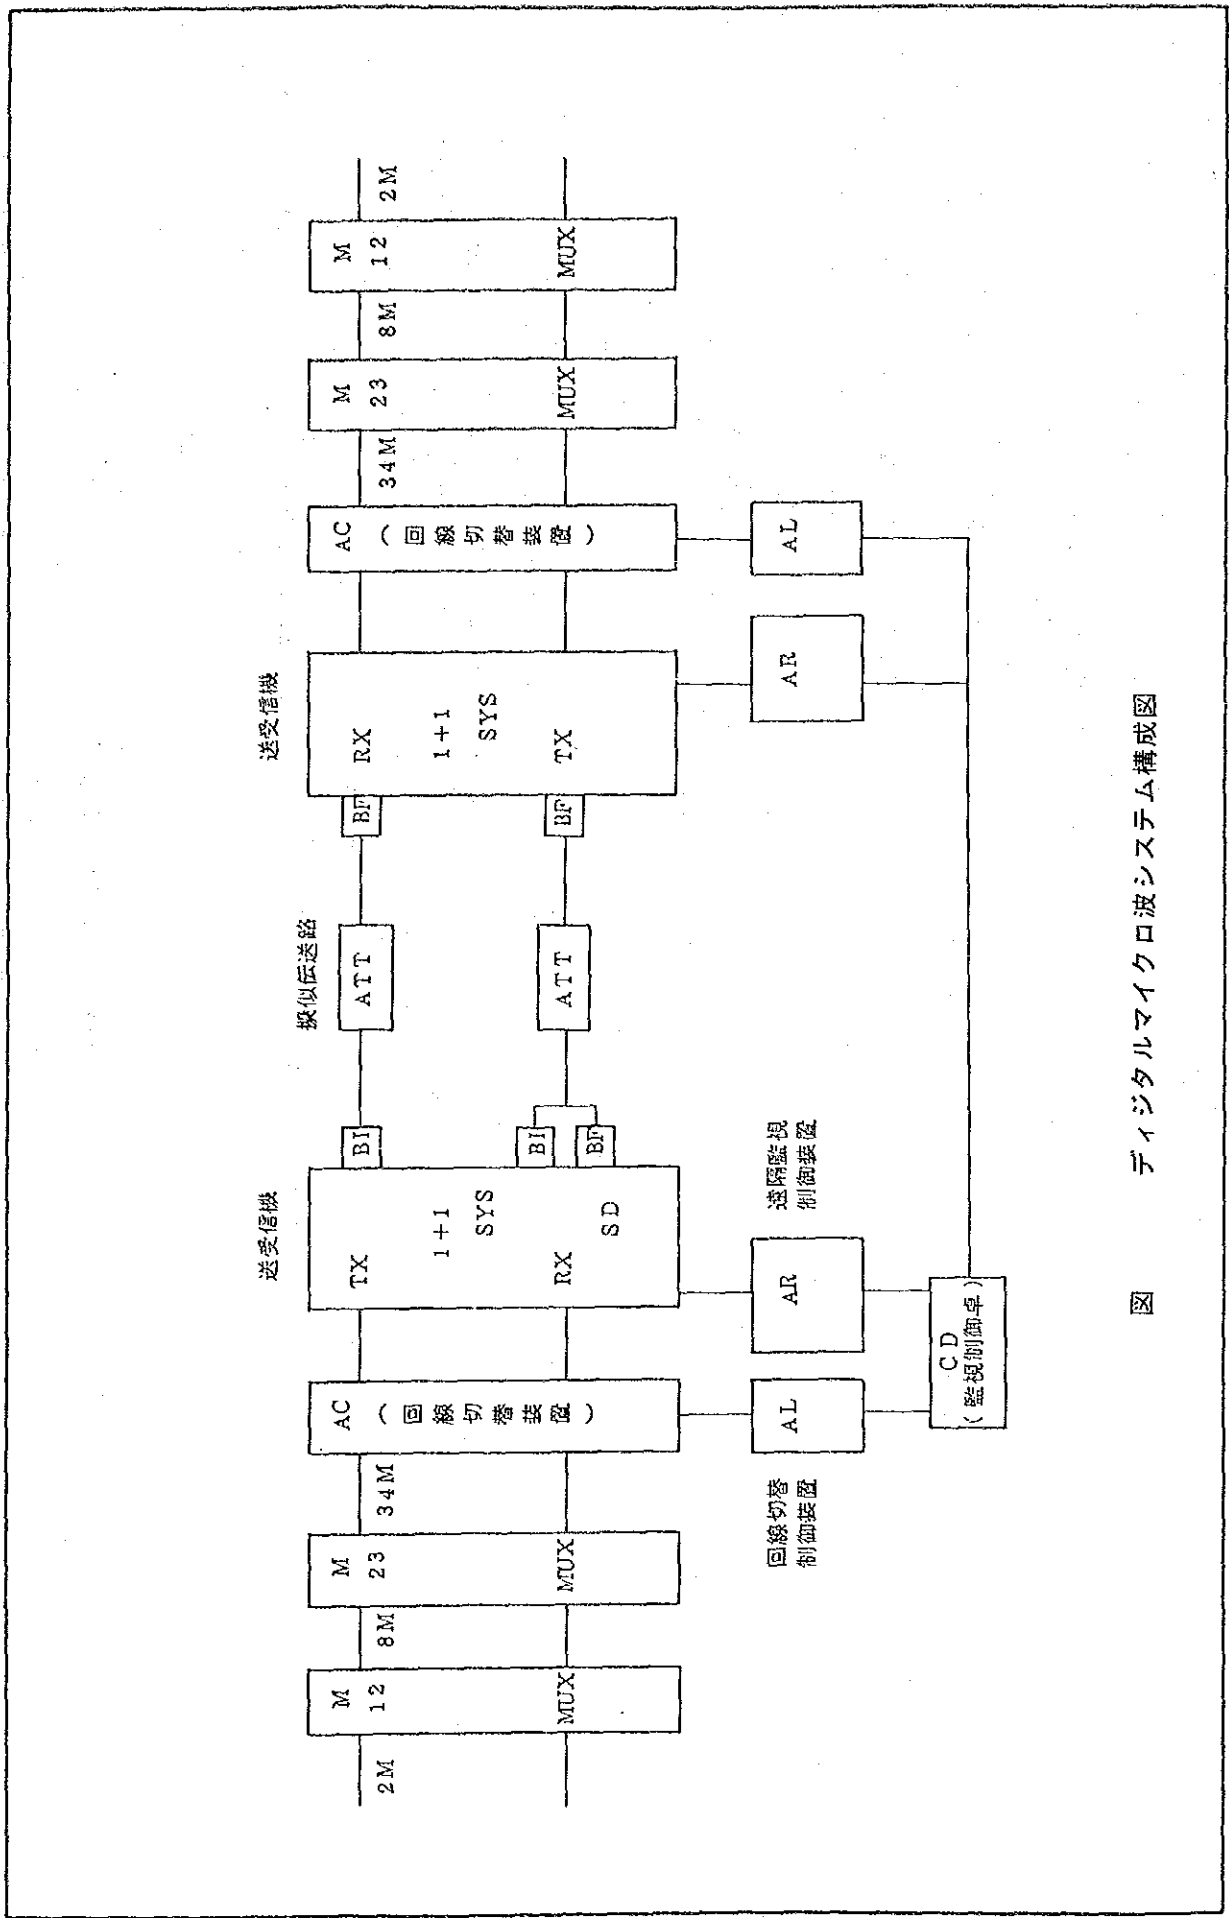 送受信機
擬似伝送路
送受信機
2M
M
12
MUX
8M
M
23
MUX
34M
AC
(回線切替装置)
TX
1+1
SYS
RX
SD
BI
BI
BF
ATT
ATT
BF
BF
RX
1+1
SYS
TX
AC
(回線切替装置)
34M
M
23
MUX
8M
M
12
MUX
2M
回線切替
制御装置
AL
遠隔監視
制御装置
AR
AR
AL
CD
(監視制御卓)
図 ディジタルマイクロ波システム構成図